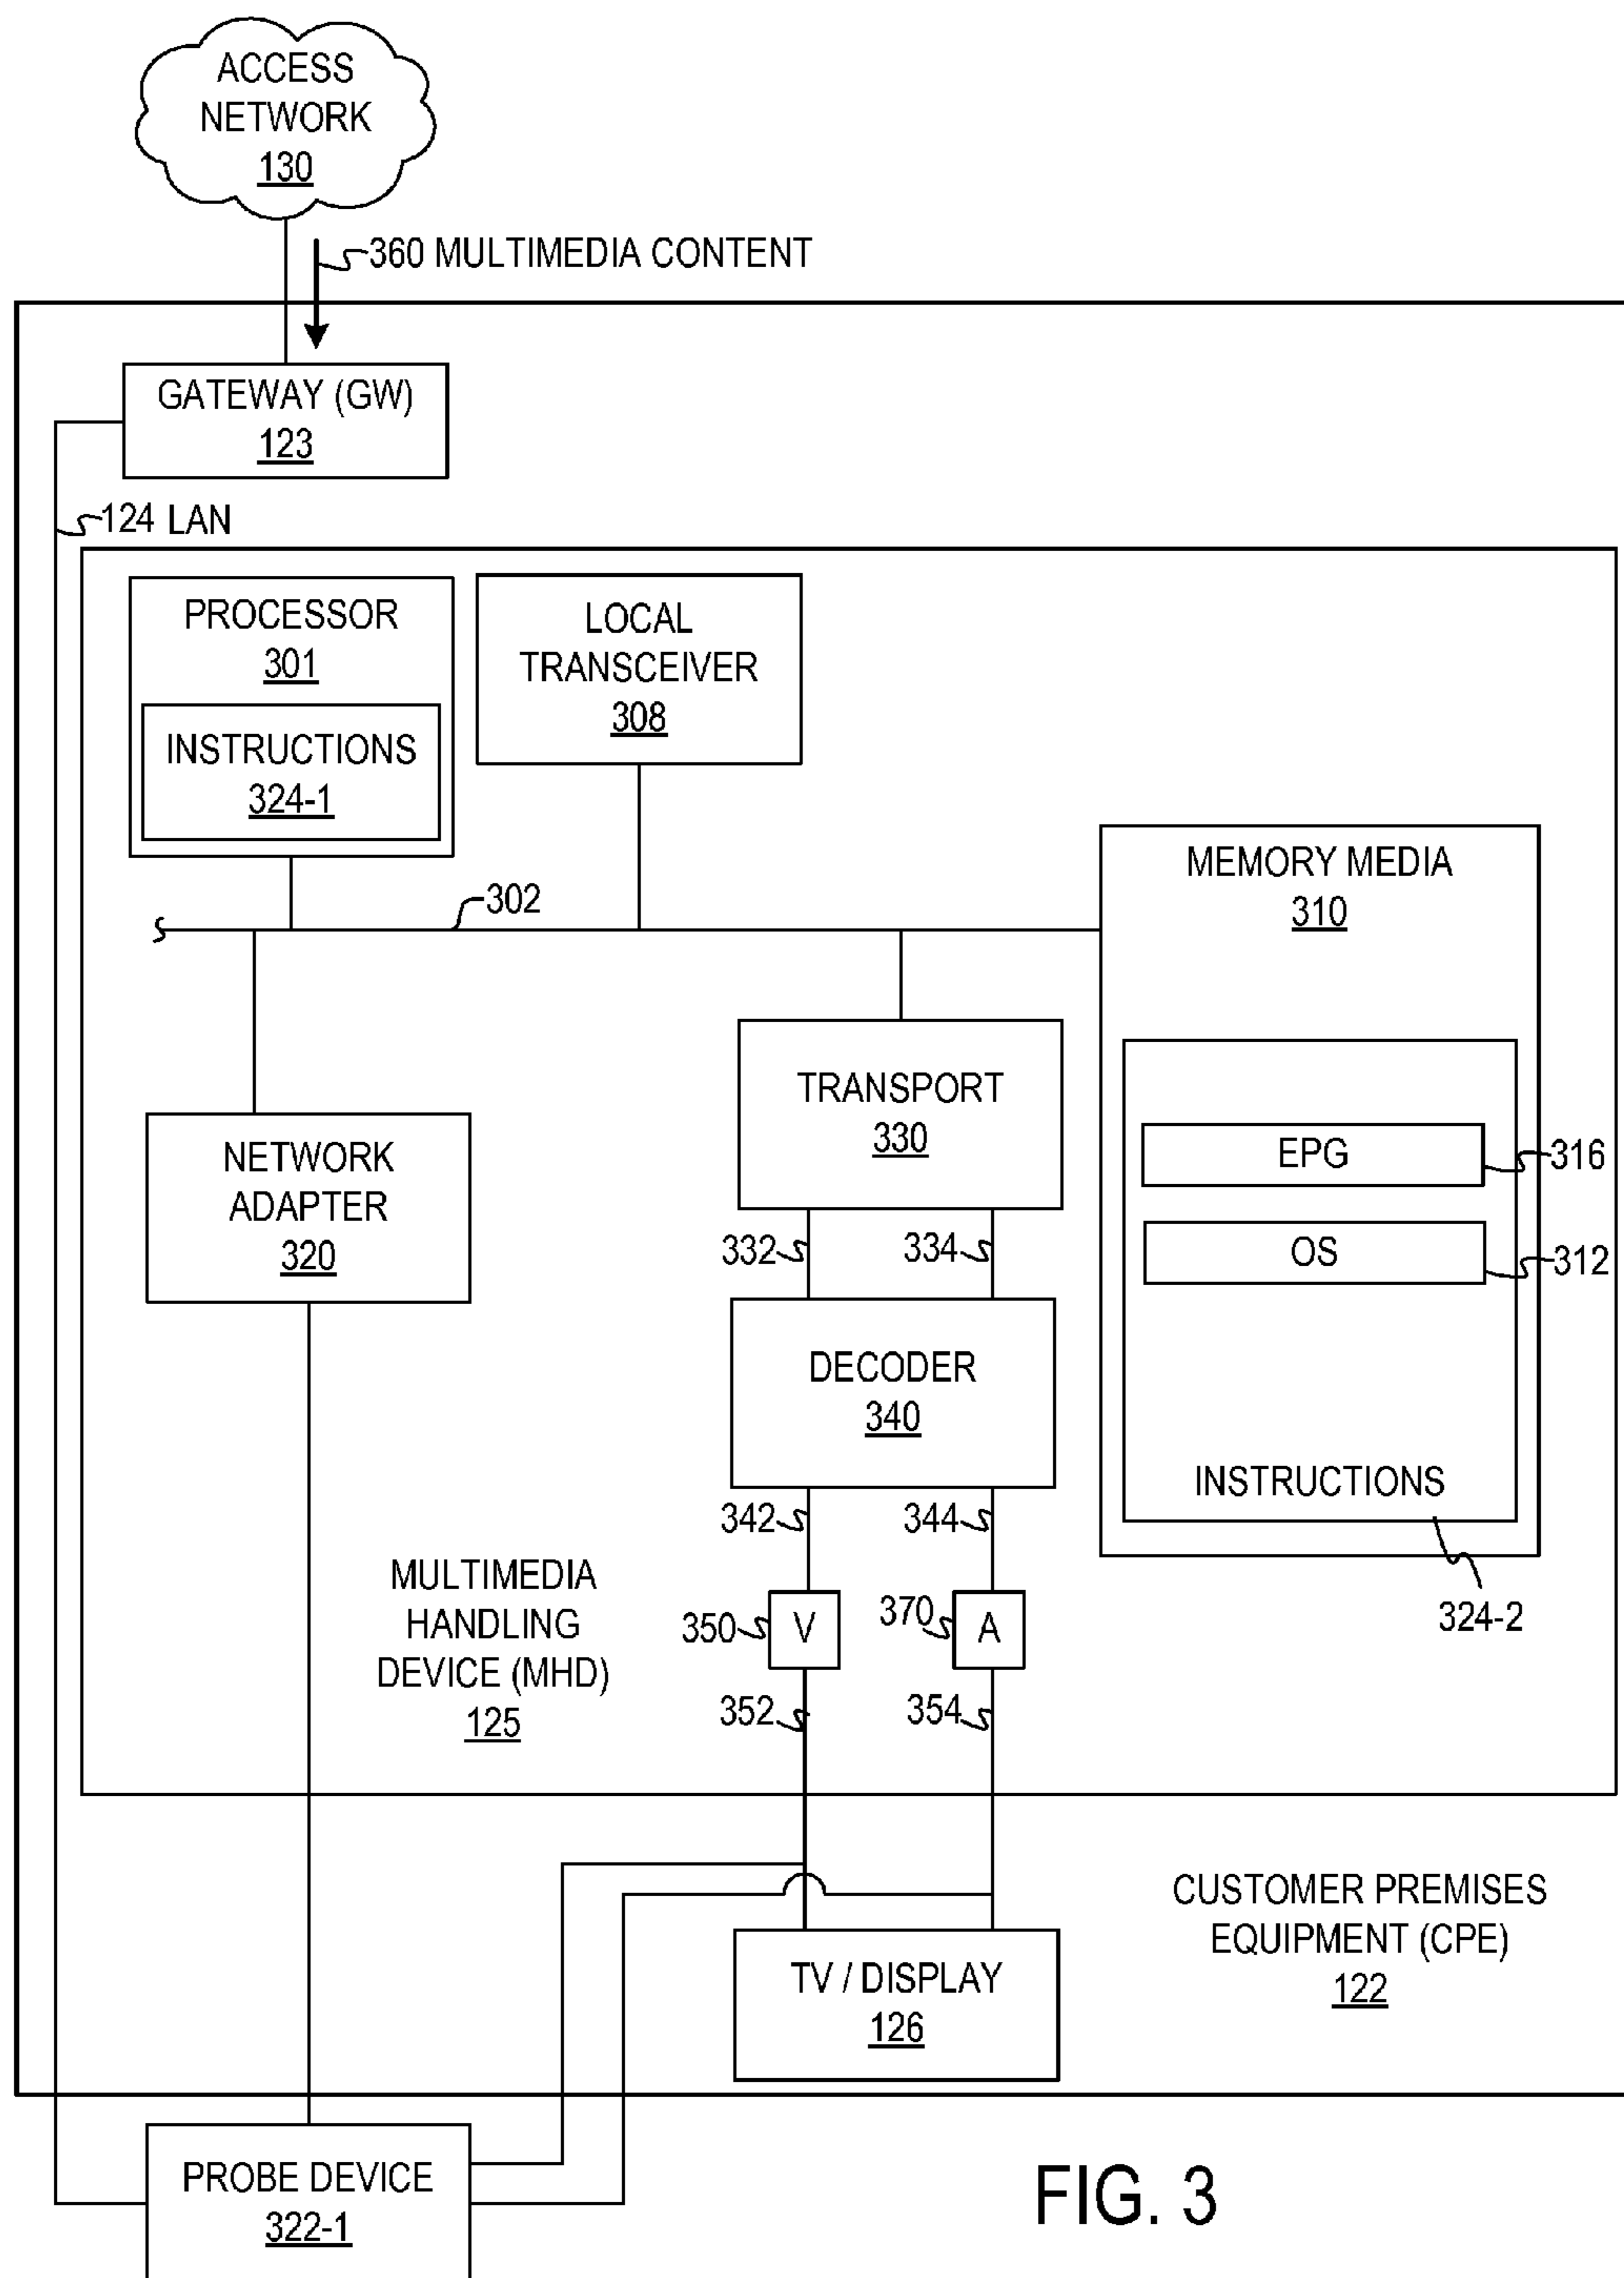 ACCESS
NETWORK
130
360 MULTIMEDIA CONTENT
GATEWAY (GW)
123
124 LAN
PROCESSOR
301
INSTRUCTIONS
324-1
LOCAL
TRANSCEIVER
308
302
MEMORY MEDIA
310
EPG
316
OS
312
INSTRUCTIONS
324-2
TRANSPORT
330
NETWORK
ADAPTER
320
332
334
DECODER
340
342
344
350
V
370
A
352
354
MULTIMEDIA
HANDLING
DEVICE (MHD)
125
CUSTOMER PREMISES
EQUIPMENT (CPE)
122
TV / DISPLAY
126
PROBE DEVICE
322-1
FIG. 3